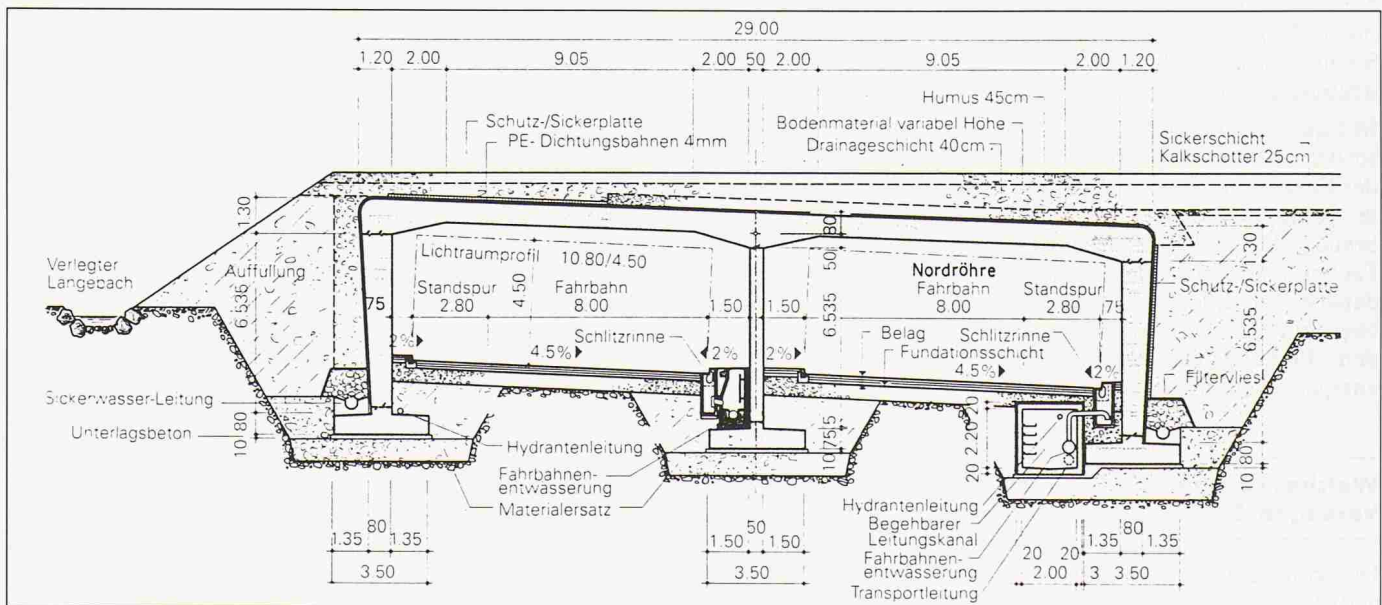 29.00
1.20 2.00 9.05 2.00 50 2.00 9.05 2.00 1.20
Humus 45cm
Schutz-/Sickerplatte
PE- Dichtungsbahnen 4mm
Bodenmaterial variabel Höhe
Drainageschicht 40cm
Sickerschicht
Kalkschotter 25cm
1.30
80
50
1.30
Verlegter
Langebach
Auffüllung
6.535
Lichtraumprofil 10.80/4.50
Standspur
2.80
4.50
Fahrbahn
8.00
75
1.50 1.50
6.535
Nordröhre
Fahrbahn
8.00
Standspur
2.80
75
Schutz-/Sickerplatte
6.535
2%
4.5%
Schlitzrinne
2% 2%
Belag
Fundationsschicht
4.5%
Schlitzrinne
2%
Filtervlies
Sickerwasser-Leitung
Unterlagsbeton
10 80
Hydrantenleitung
Fahrbahnen-
entwässerung
Materialersatz
10 75 5
20
2.20
20
10 80
Hydrantenleitung
Begehbarer
Leitungskanal
Fahrbahnen-
entwässerung
Transportleitung
80
1.35 1.35
3.50
50
1.50 1.50
3.50
80
1.35 1.35
20 20
2.00 3 3.50